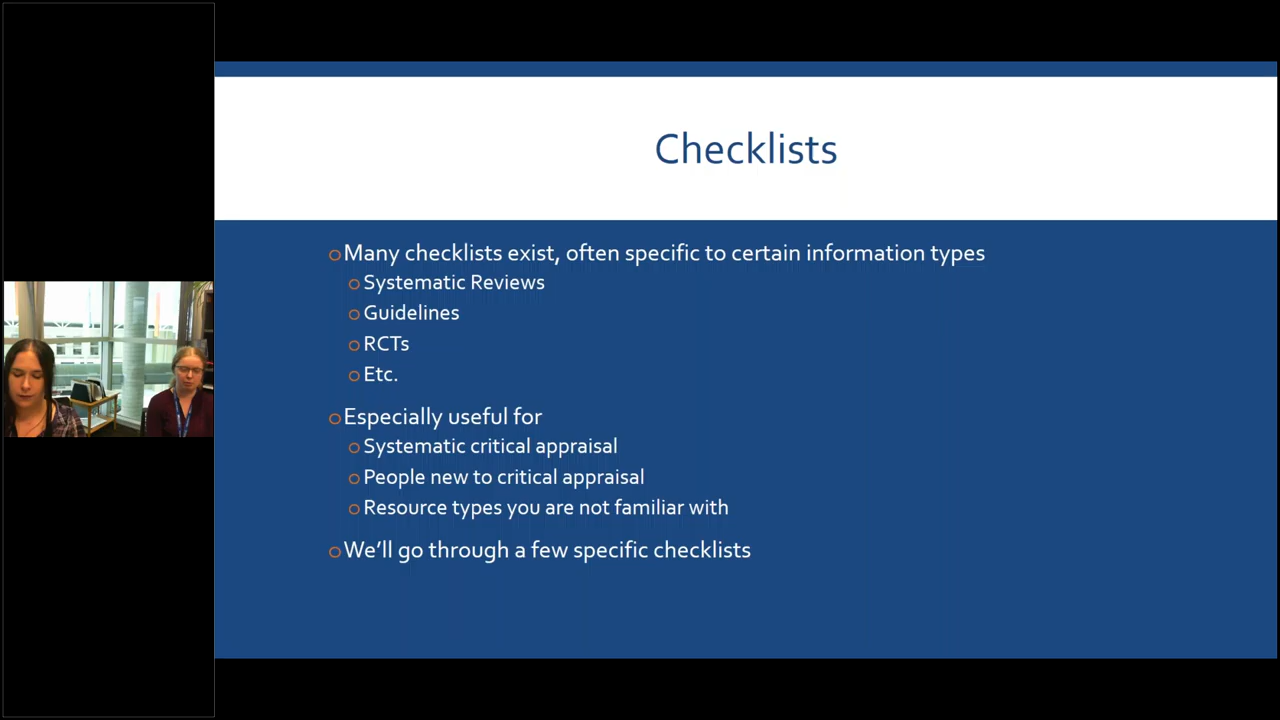 Checklists
Many checklists exist, often specific to certain information types
Systematic Reviews
Guidelines
RCTs
Etc.
Especially useful for
Systematic critical appraisal
People new to critical appraisal
Resource types you are not familiar with
We’ll go through a few specific checklists